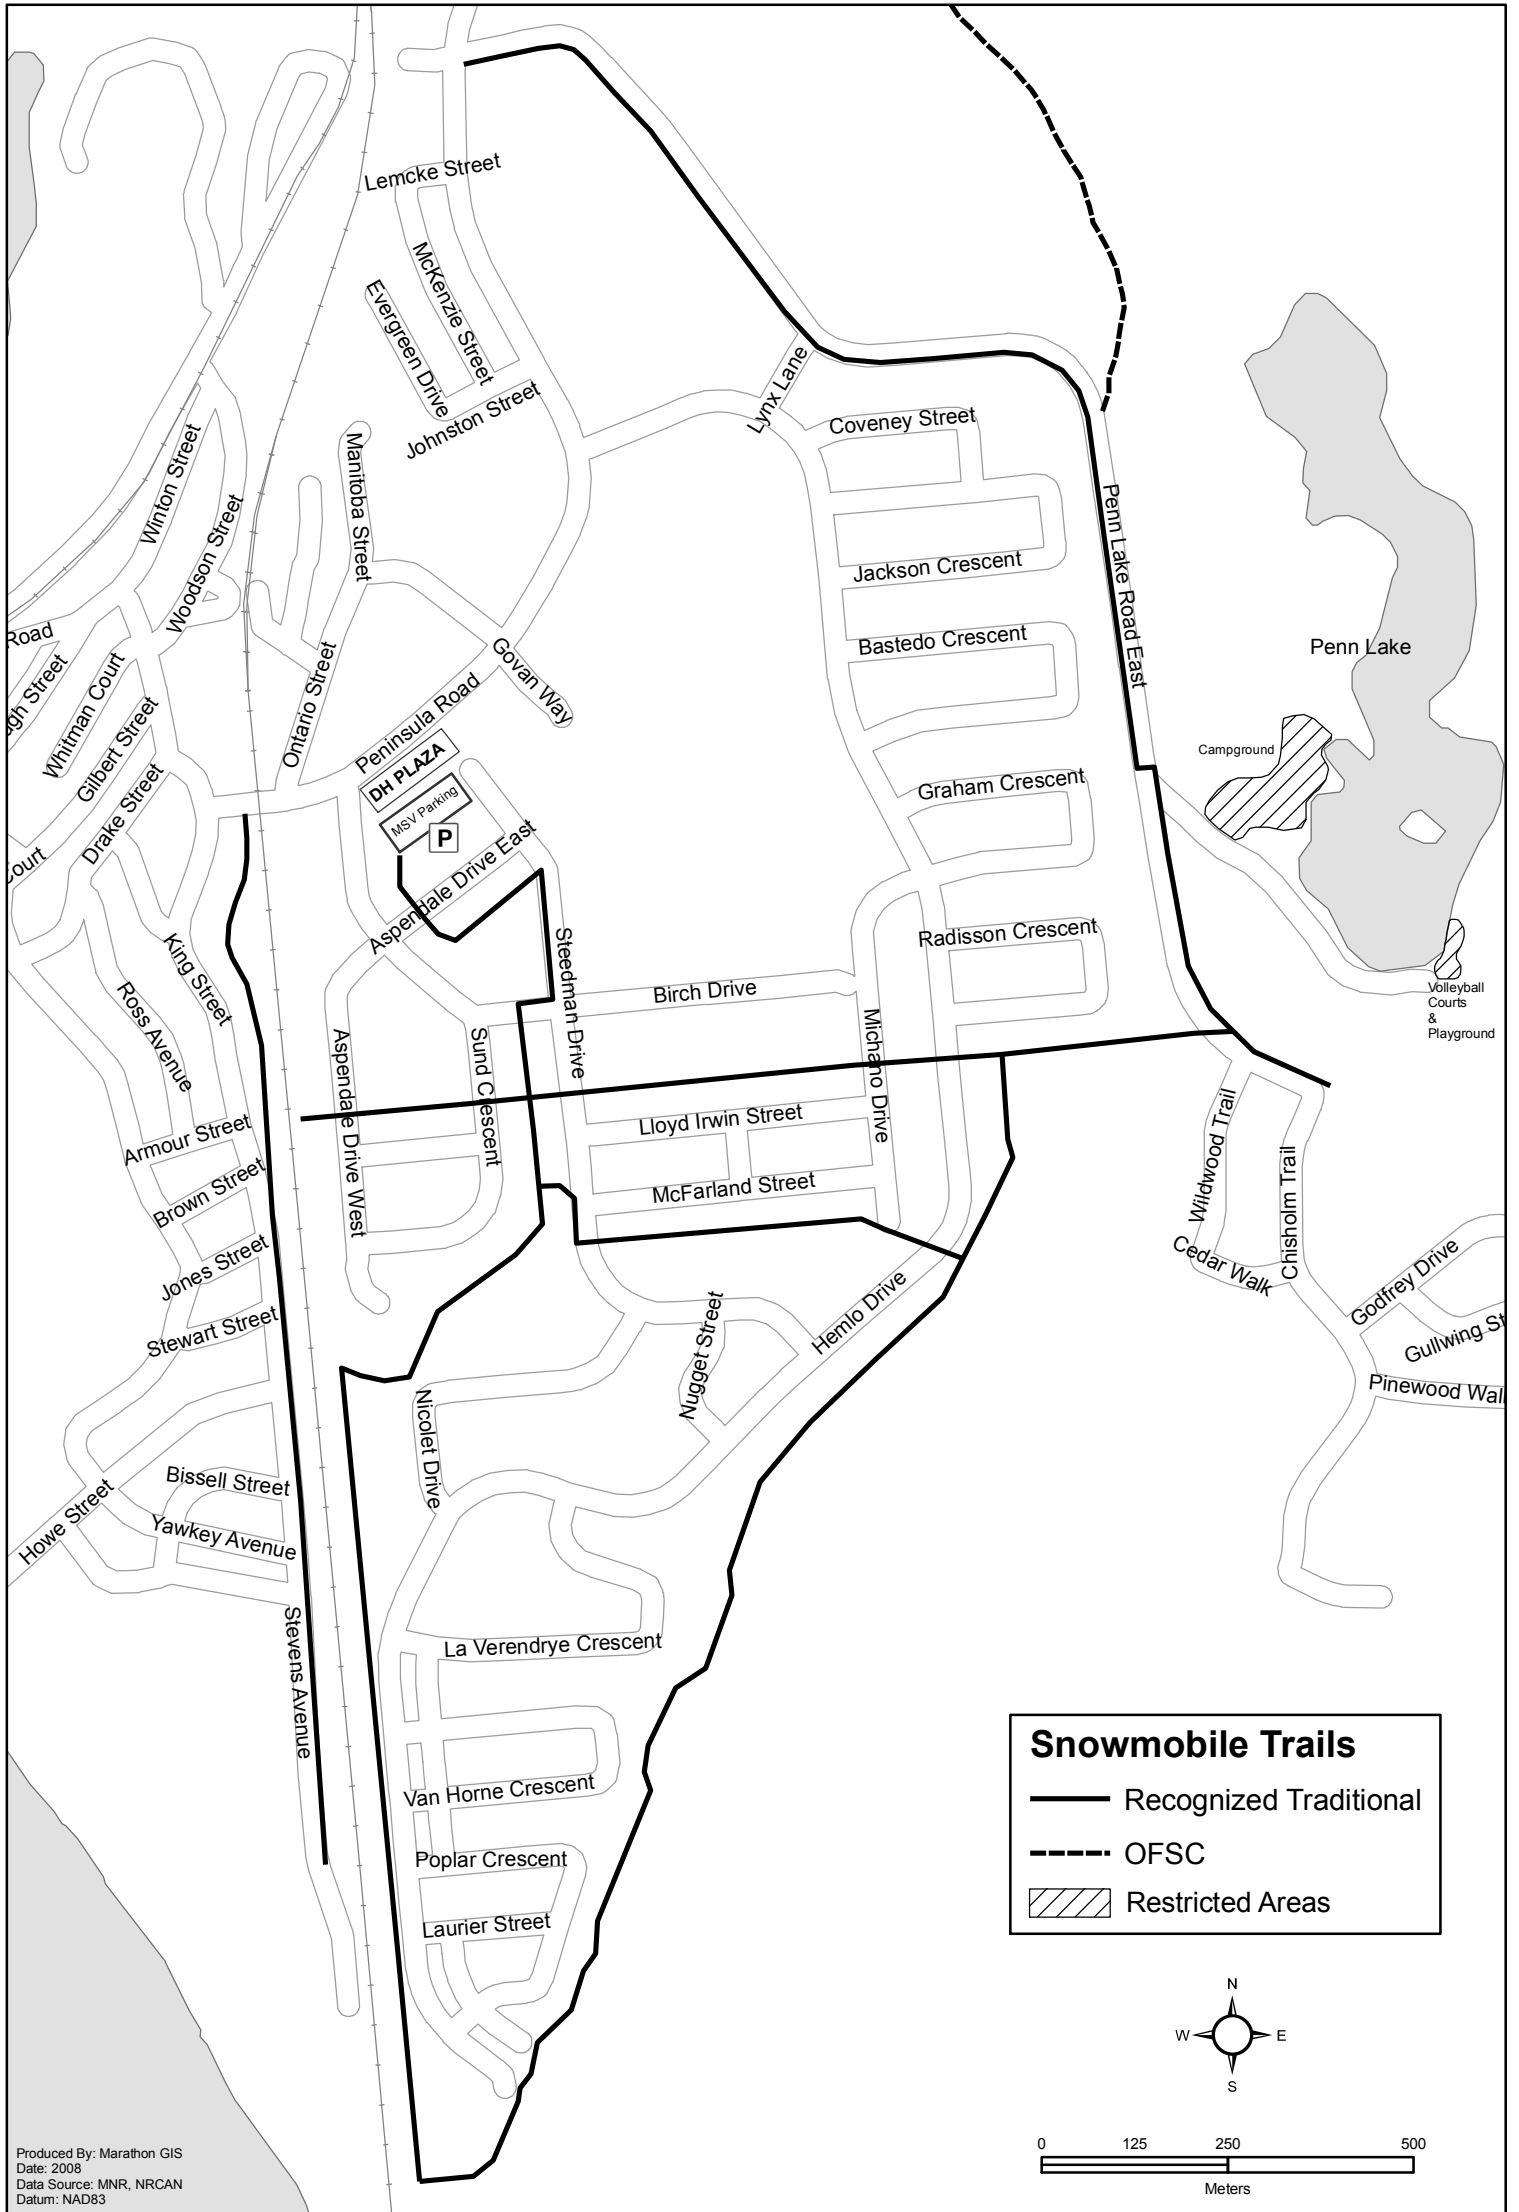 Lemcke Street
McKenzie Street
Evergreen Drive
Johnston Street
Lynx Lane
Coveney Street
Manitoba Street
Winton Street
Woodson Street
Jackson Crescent
Penn Lake Road East
Road
Bastedo Crescent
Penn Lake
Govan Way
Ontario Street
Whitman Court
Gilbert Street
Peninsula Road
DH PLAZA
MSV Parking
P
Campground
Graham Crescent
Drake Street
Court
Aspendale Drive East
King Street
Ross Avenue
Steedman Drive
Radisson Crescent
Birch Drive
Volleyball
Courts
&
Playground
Michano Drive
Sund Crescent
Aspendale Drive West
Lloyd Irwin Street
Armour Street
Wildwood Trail
Chisholm Trail
Brown Street
McFarland Street
Jones Street
Cedar Walk
Godfrey Drive
Gullwing St
Stewart Street
Nugget Street
Hemlo Drive
Pinewood Wal
Nicolet Drive
Bissell Street
Howe Street
Yawkey Avenue
Stevens Avenue
La Verendrye Crescent
Van Horne Crescent
Poplar Crescent
Laurier Street
Snowmobile Trails
Recognized Traditional
OFSC
Restricted Areas
N
W E
S
0 125 250 500
Meters
Produced By: Marathon GIS
Date: 2008
Data Source: MNR, NRCAN
Datum: NAD83